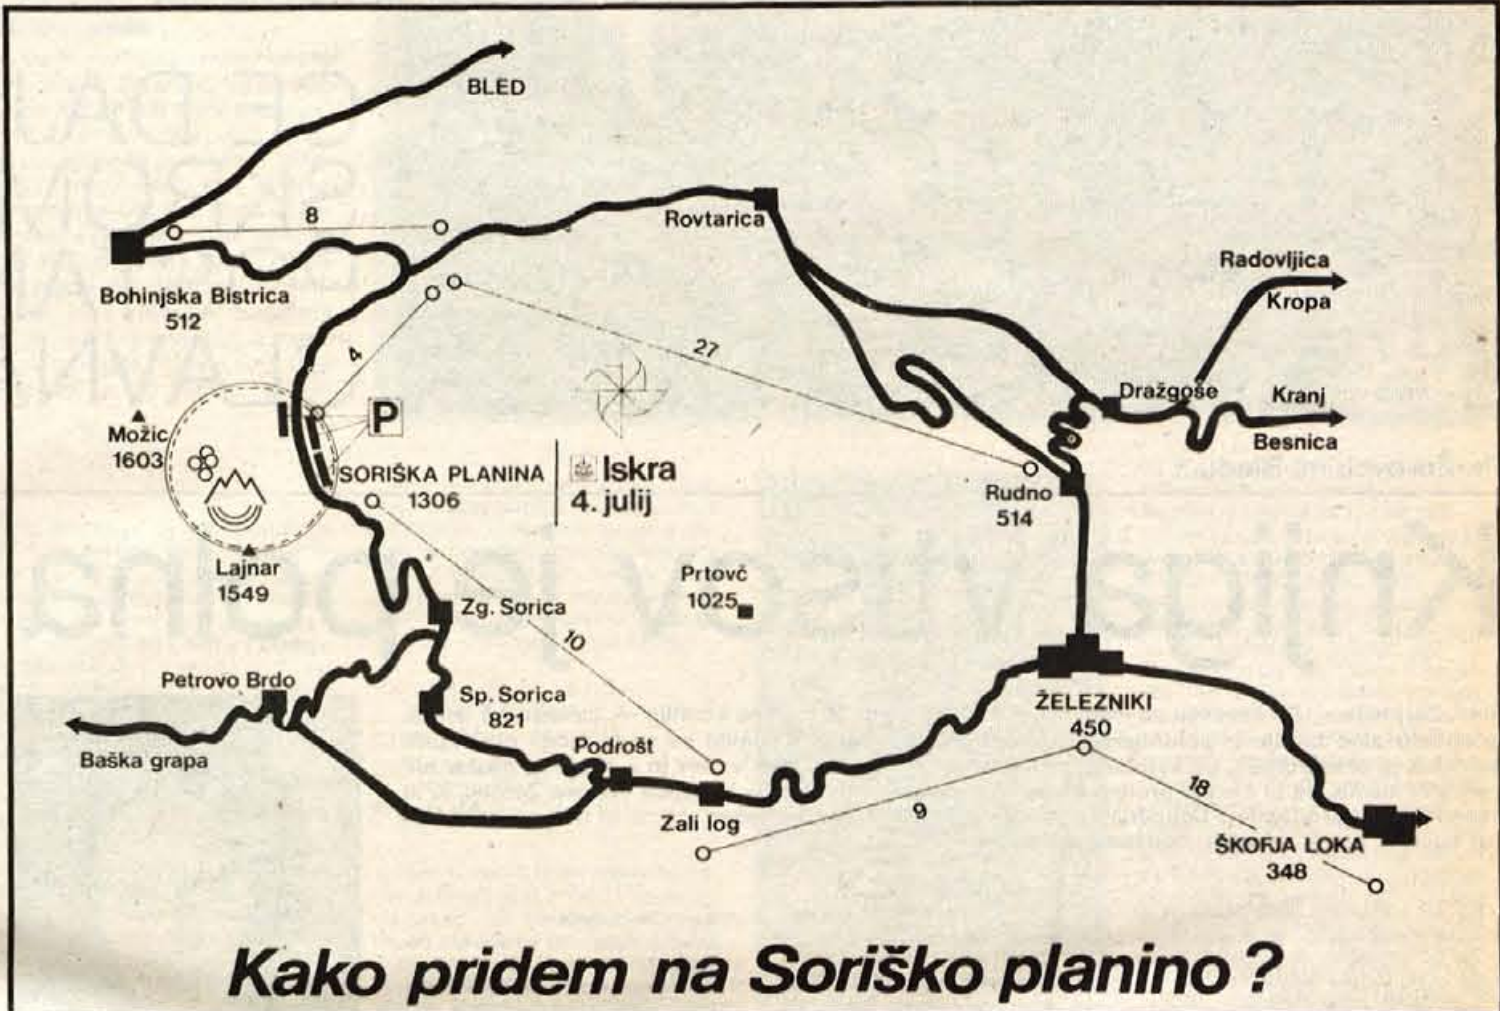 BLED
8
Rovtarica
Bohinjska Bistrica
512
Radovljica
Kropa
4
27
P
Možic
1603
Dražgoše
Kranj
Besnica
SORIŠKA PLANINA
1306
Iskra
4. julij
Rudno
514
Lajnar
1549
Prtovč
1025
Zg. Sorica
10
Petrovo Brdo
Sp. Sorica
821
ŽELEZNIKI
450
Baška grapa
Podrošt
Zali log
9
18
ŠKOFJA LOKA
348
Kako pridem na Soriško planino?